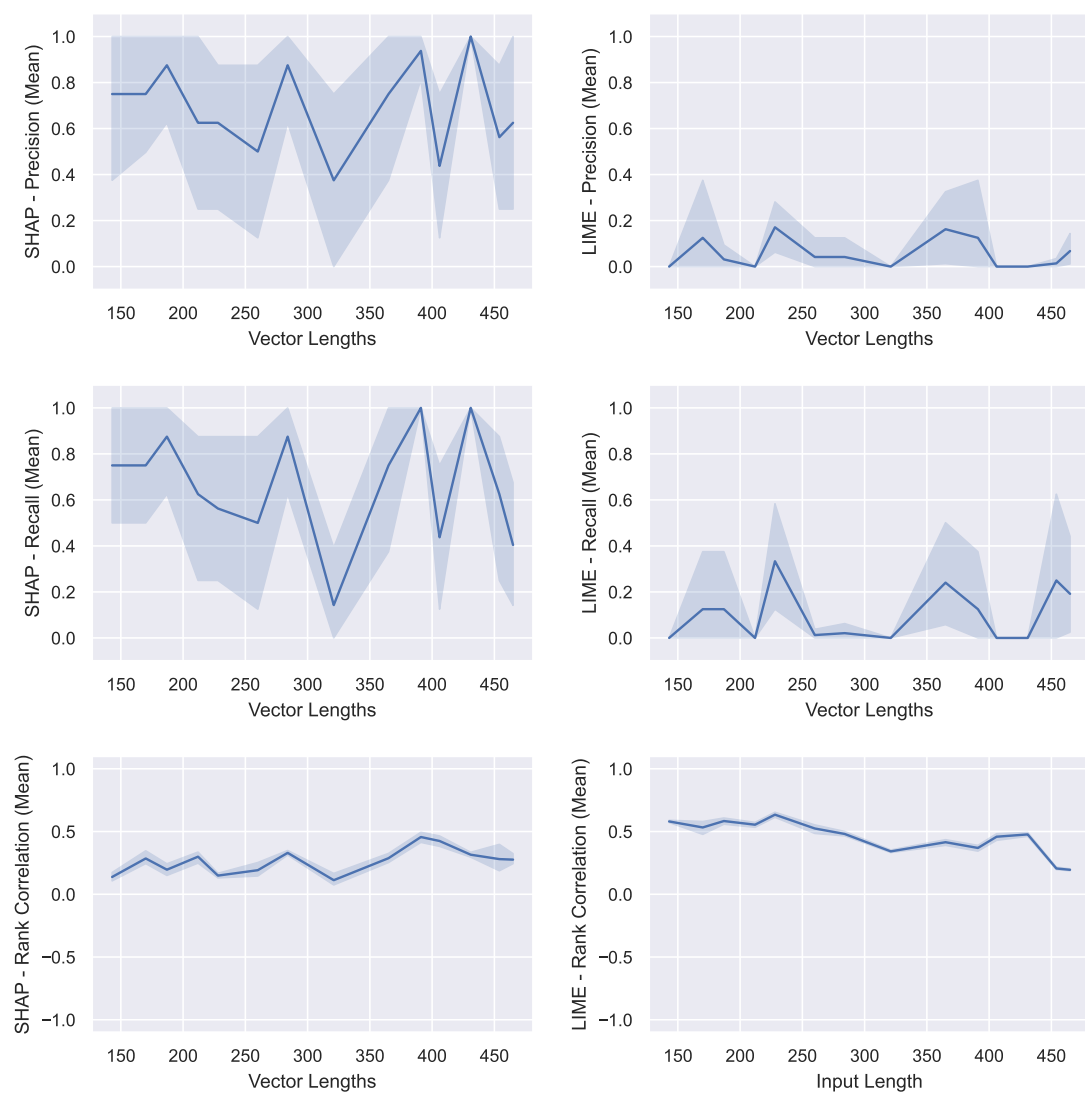 SHAP - Precision (Mean)
1.0
0.8
0.6
0.4
0.2
0.0
150 200 250 300 350 400 450
Vector Lengths
LIME - Precision (Mean)
1.0
0.8
0.6
0.4
0.2
0.0
150 200 250 300 350 400 450
Vector Lengths
SHAP - Recall (Mean)
1.0
0.8
0.6
0.4
0.2
0.0
150 200 250 300 350 400 450
Vector Lengths
LIME - Recall (Mean)
1.0
0.8
0.6
0.4
0.2
0.0
150 200 250 300 350 400 450
Vector Lengths
SHAP - Rank Correlation (Mean)
1.0
0.5
0.0
−0.5
−1.0
150 200 250 300 350 400 450
Vector Lengths
LIME - Rank Correlation (Mean)
1.0
0.5
0.0
−0.5
−1.0
150 200 250 300 350 400 450
Input Length